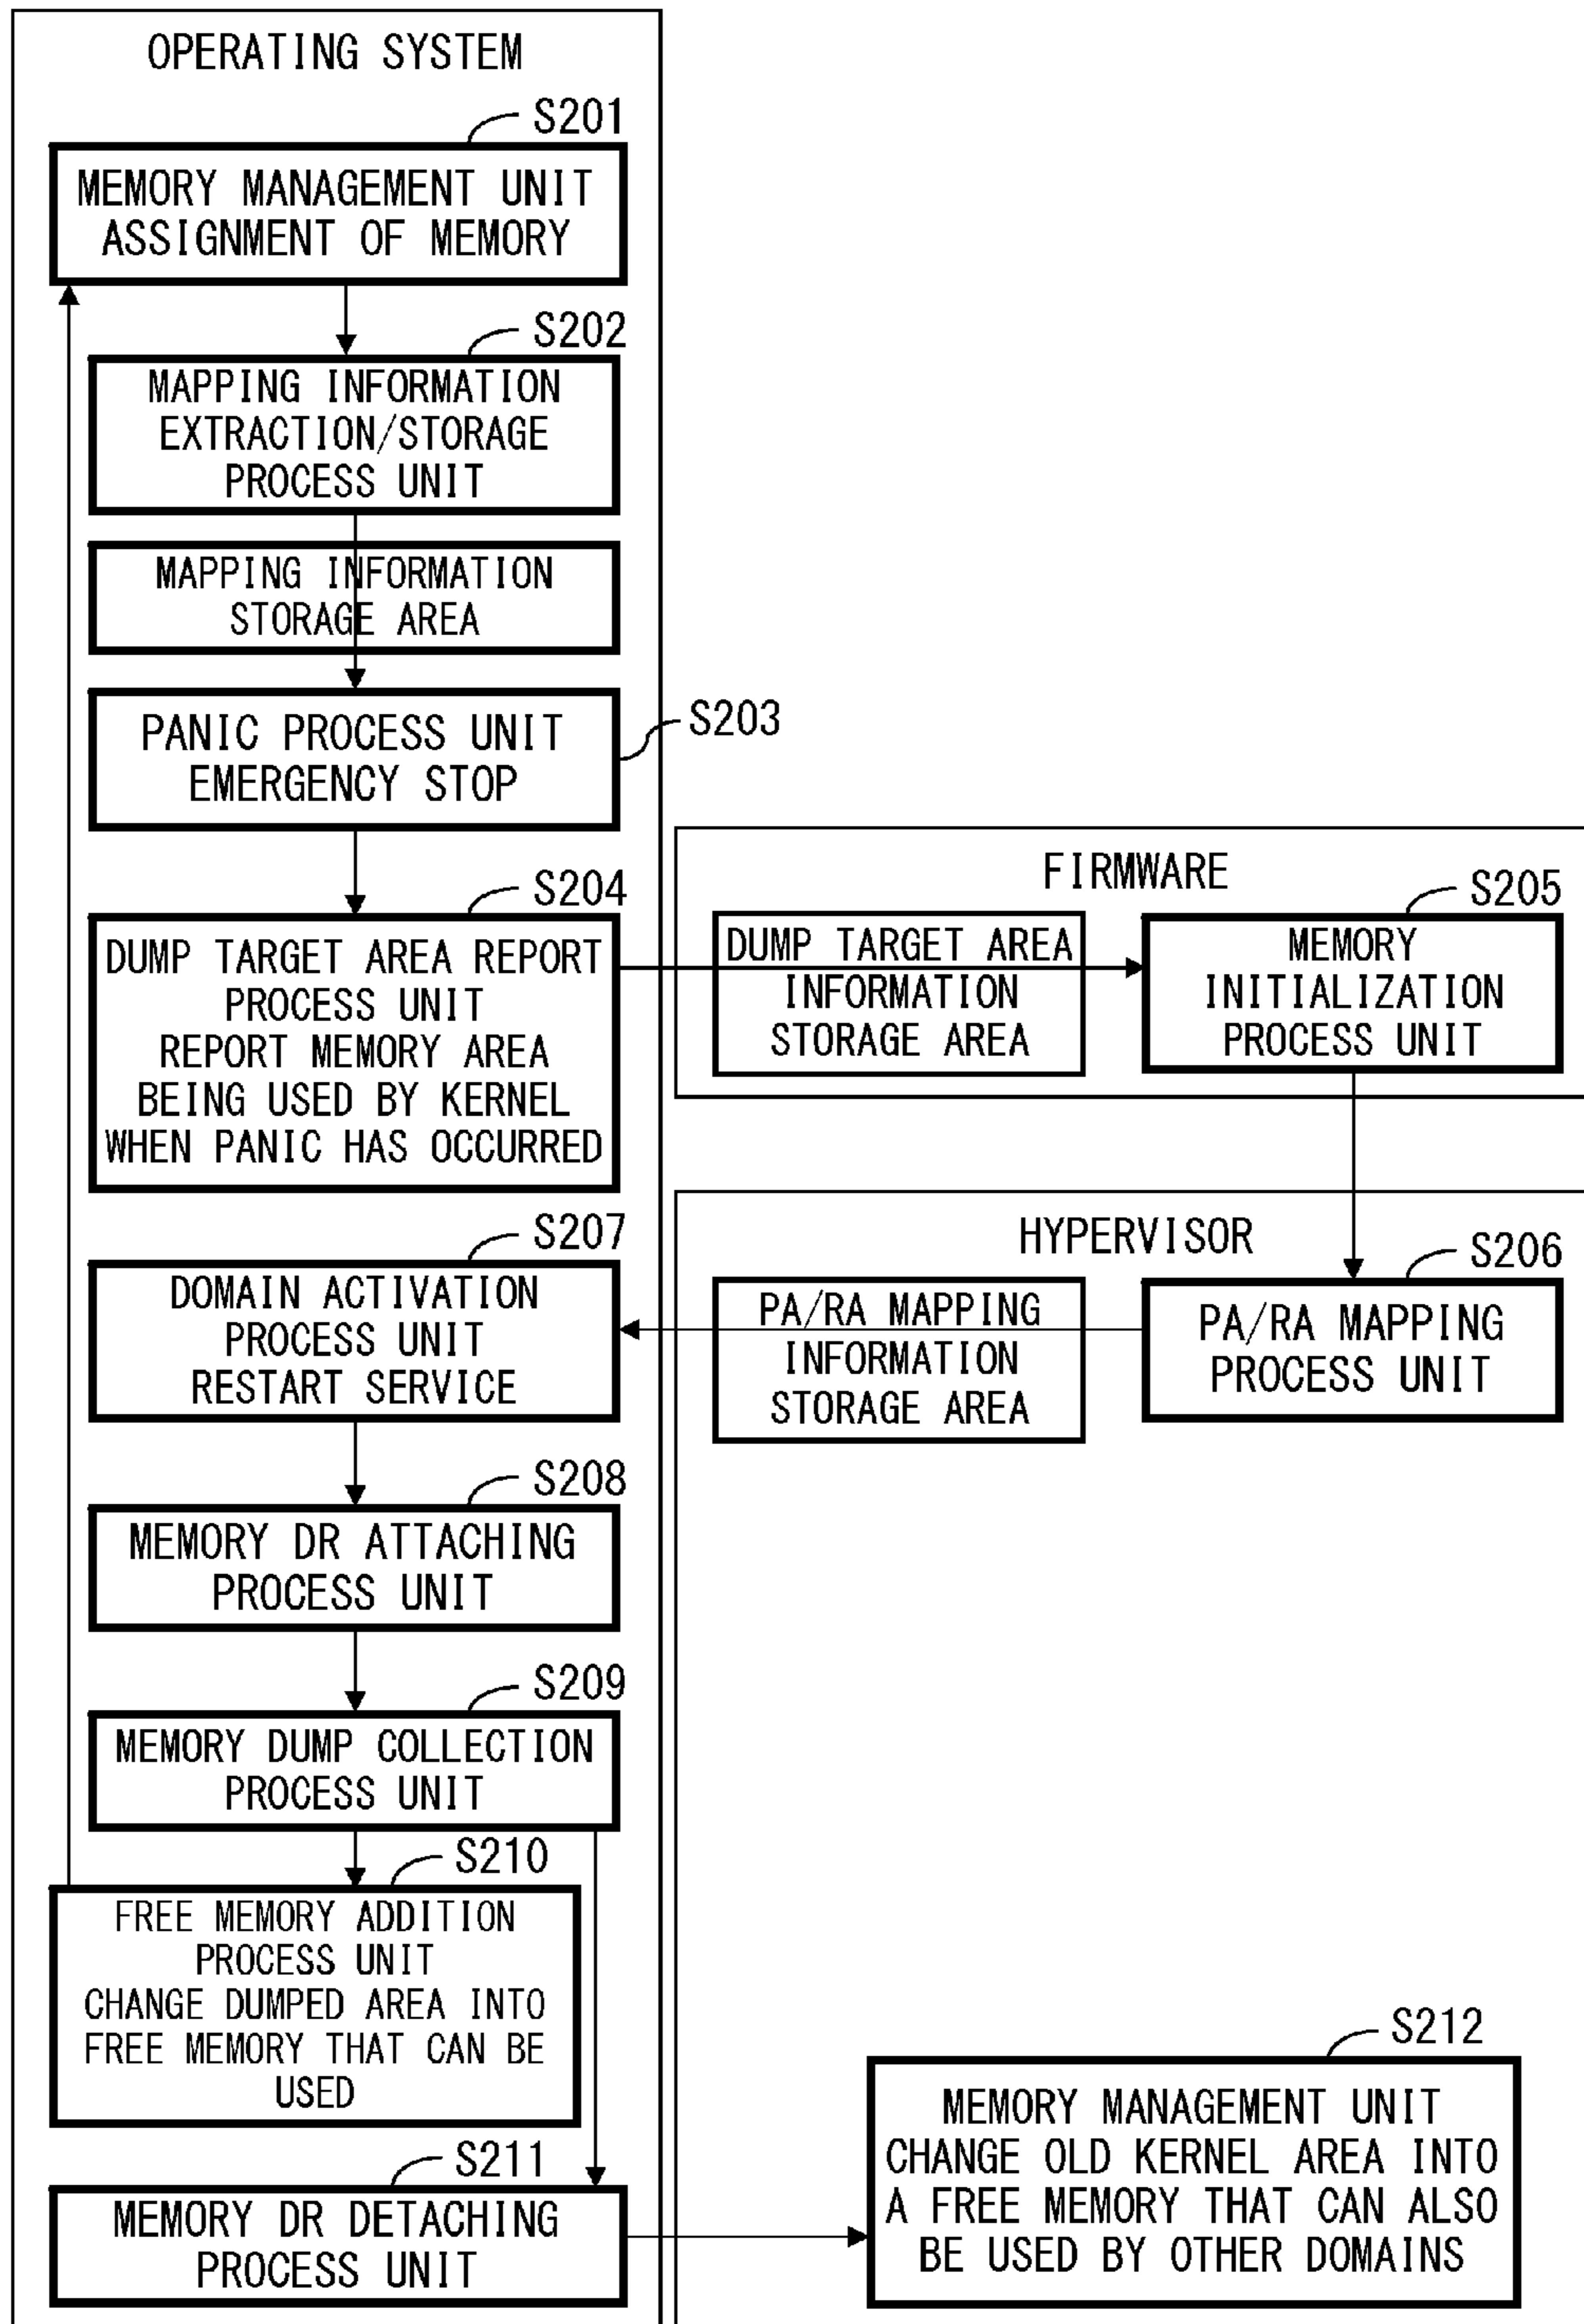 OPERATING SYSTEM
S201
MEMORY MANAGEMENT UNIT
ASSIGNMENT OF MEMORY
S202
MAPPING INFORMATION
EXTRACTION/STORAGE
PROCESS UNIT
MAPPING INFORMATION
STORAGE AREA
S203
PANIC PROCESS UNIT
EMERGENCY STOP
S204
DUMP TARGET AREA REPORT
PROCESS UNIT
REPORT MEMORY AREA
BEING USED BY KERNEL
WHEN PANIC HAS OCCURRED
FIRMWARE
DUMP TARGET AREA
INFORMATION
STORAGE AREA
S205
MEMORY
INITIALIZATION
PROCESS UNIT
HYPERVISOR
S206
PA/RA MAPPING
PROCESS UNIT
PA/RA MAPPING
INFORMATION
STORAGE AREA
S207
DOMAIN ACTIVATION
PROCESS UNIT
RESTART SERVICE
S208
MEMORY DR ATTACHING
PROCESS UNIT
S209
MEMORY DUMP COLLECTION
PROCESS UNIT
S210
FREE MEMORY ADDITION
PROCESS UNIT
CHANGE DUMPED AREA INTO
FREE MEMORY THAT CAN BE
USED
S211
MEMORY DR DETACHING
PROCESS UNIT
S212
MEMORY MANAGEMENT UNIT
CHANGE OLD KERNEL AREA INTO
A FREE MEMORY THAT CAN ALSO
BE USED BY OTHER DOMAINS